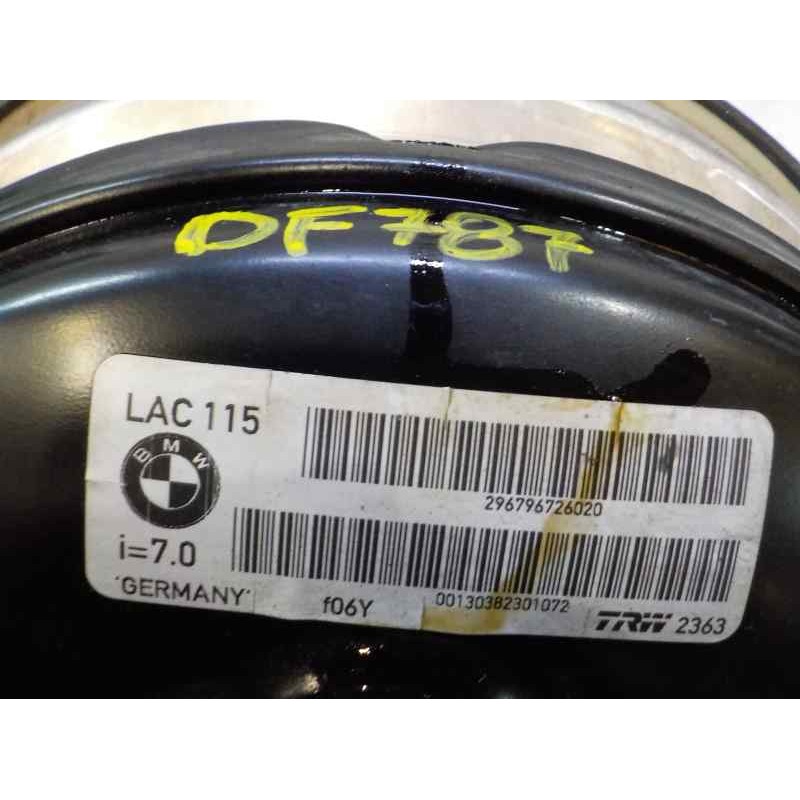 DF787
LAC 115
BMW
296796726020
i=7.0
00130382301072
"GERMANY"
f06Y
TRW 2363